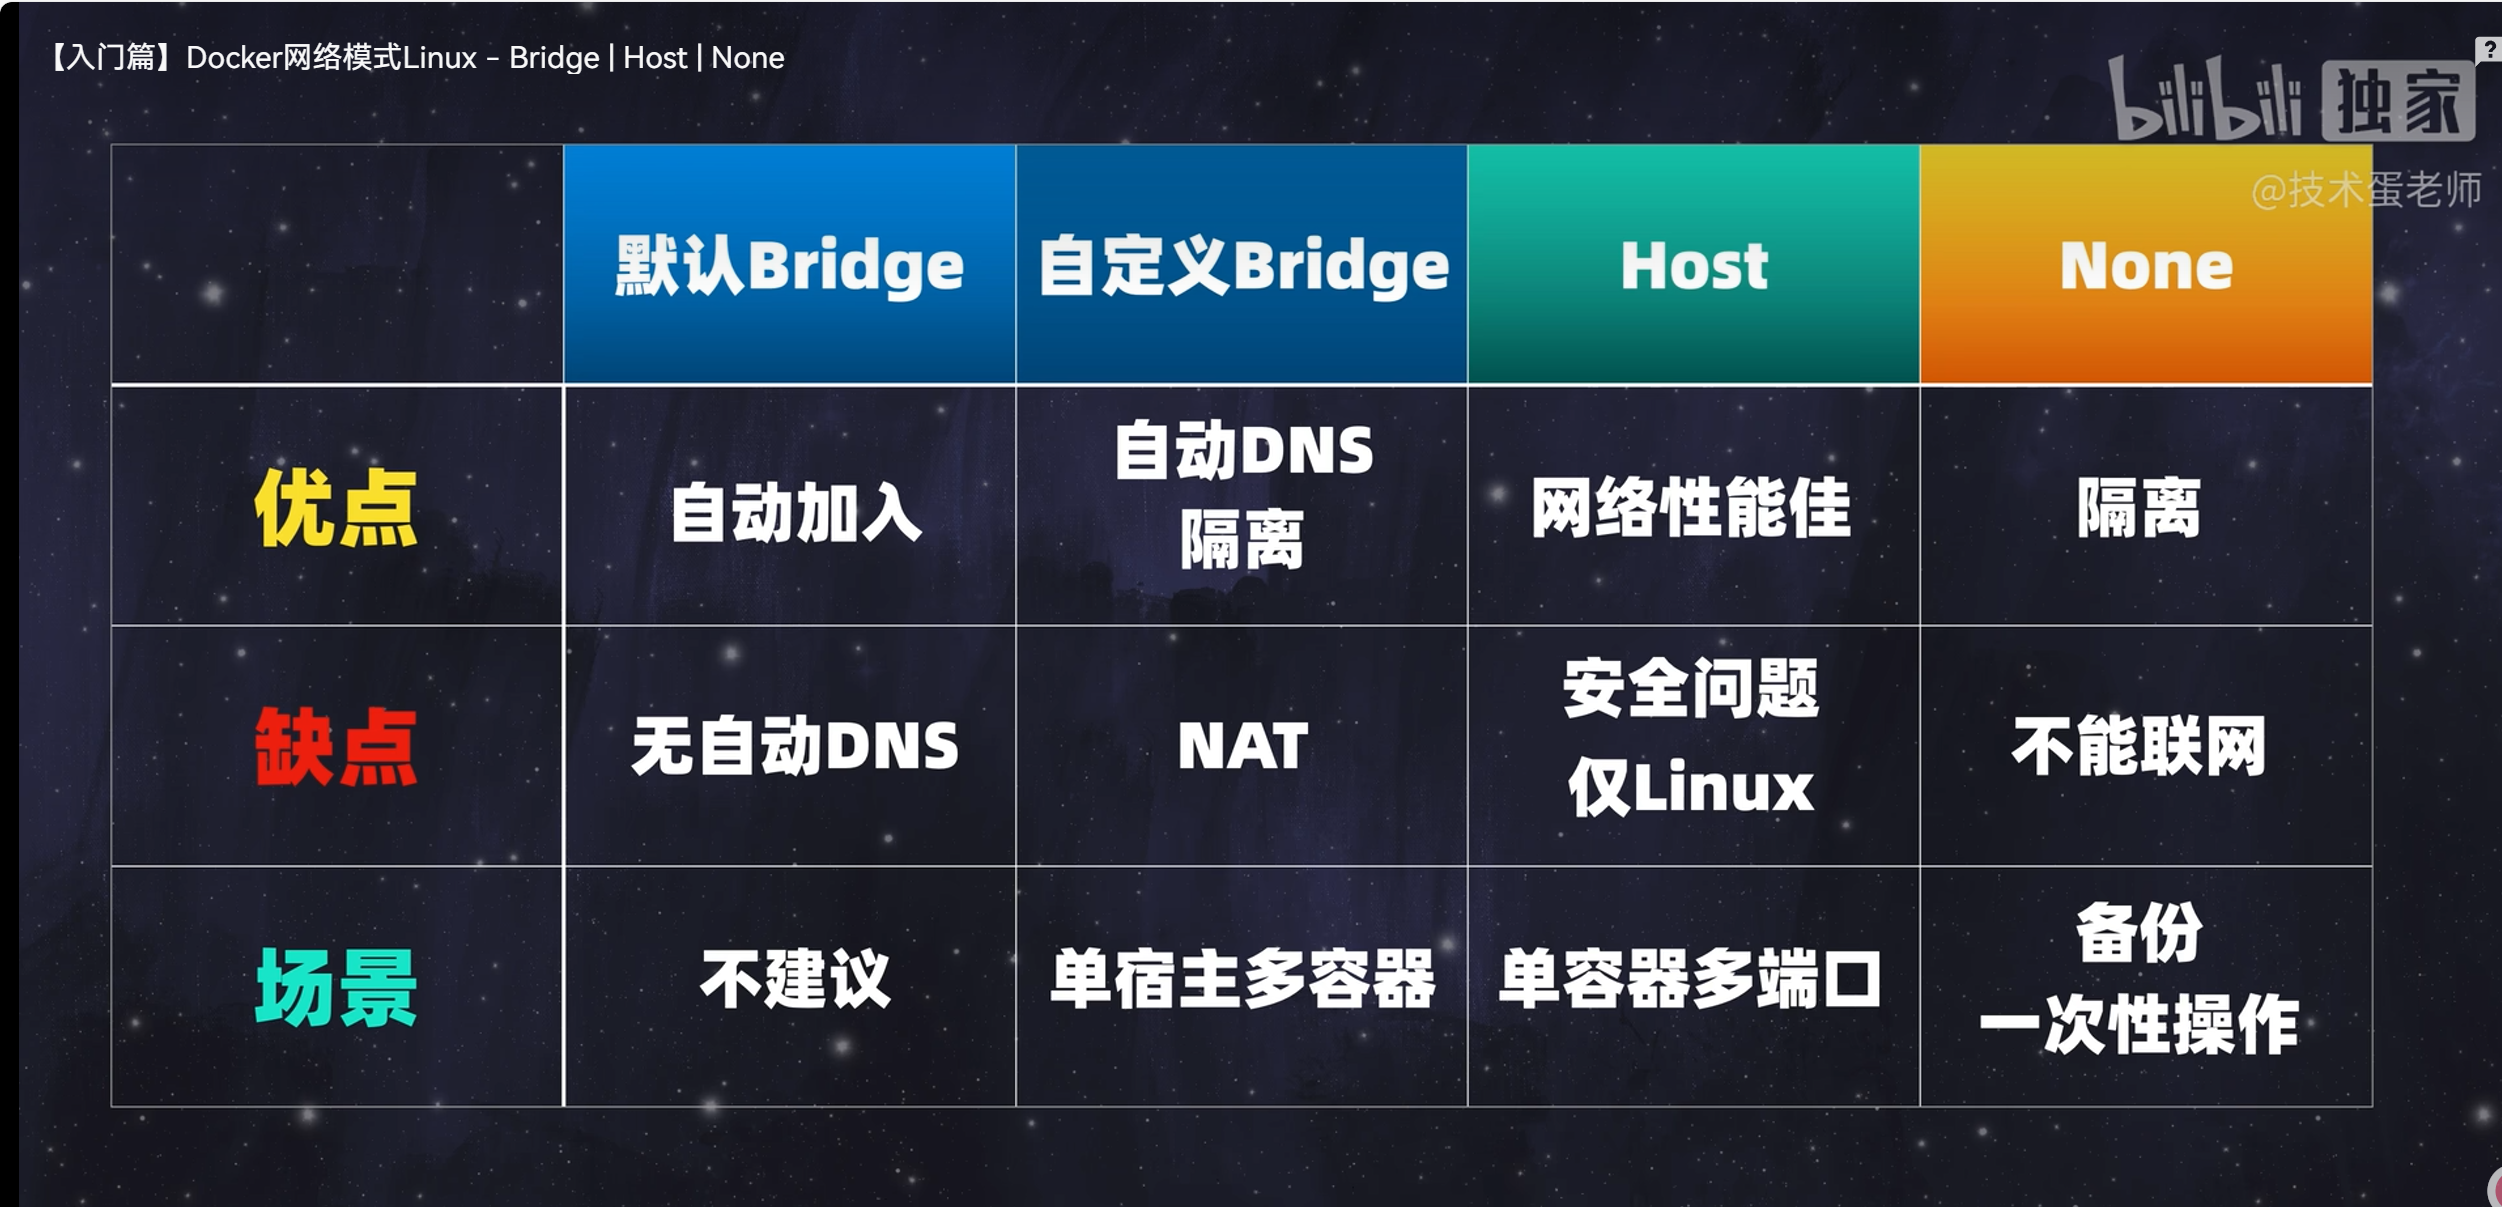 【入门篇】Docker网络模式Linux - Bridge | Host | None
?
bilibili 独家
@技术蛋老师
默认Bridge 自定义Bridge Host None
优点 自动加入 自动DNS 隔离 网络性能佳 隔离
缺点 无自动DNS NAT 安全问题 仅Linux 不能联网
场景 不建议 单宿主多容器 单容器多端口 备份 一次性操作